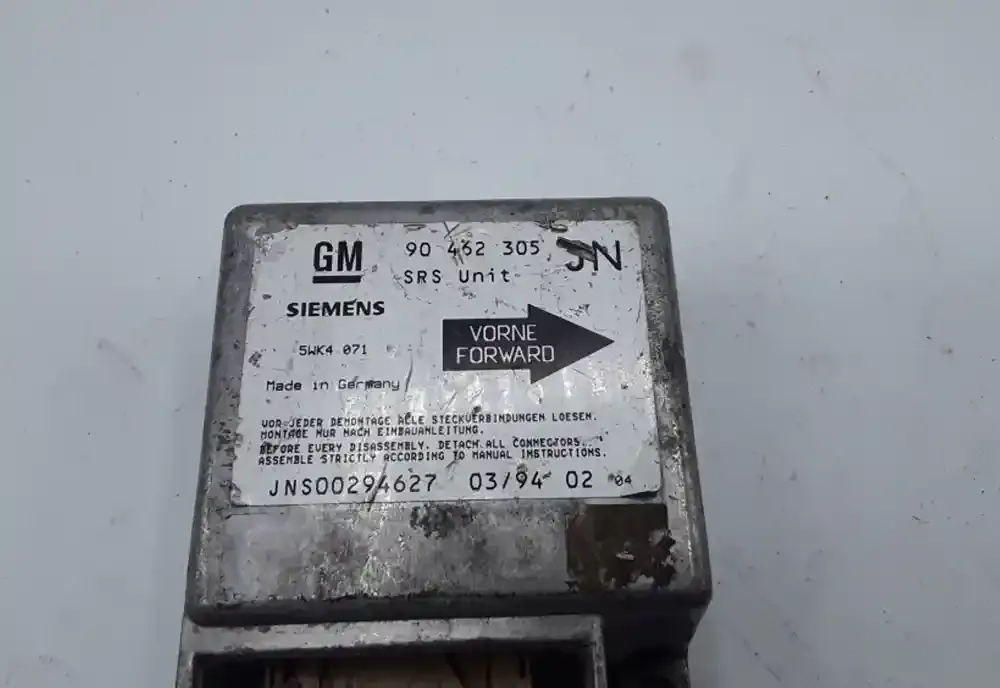 GM 90 462 305 JN
SRS Unit
SIEMENS
5WK4 071
VORNE
FORWARD
Made in Germany
VOR JEDER DEMONTAGE ALLE STECKVERBINDUNGEN LOESEN.
MONTAGE NUR NACH EINBAUANLEITUNG.
BEFORE EVERY DISASSEMBLY, DETACH ALL CONNECTORS.
ASSEMBLE STRICTLY ACCORDING TO MANUAL INSTRUCTIONS.
JNS00294627 03/94 02 04